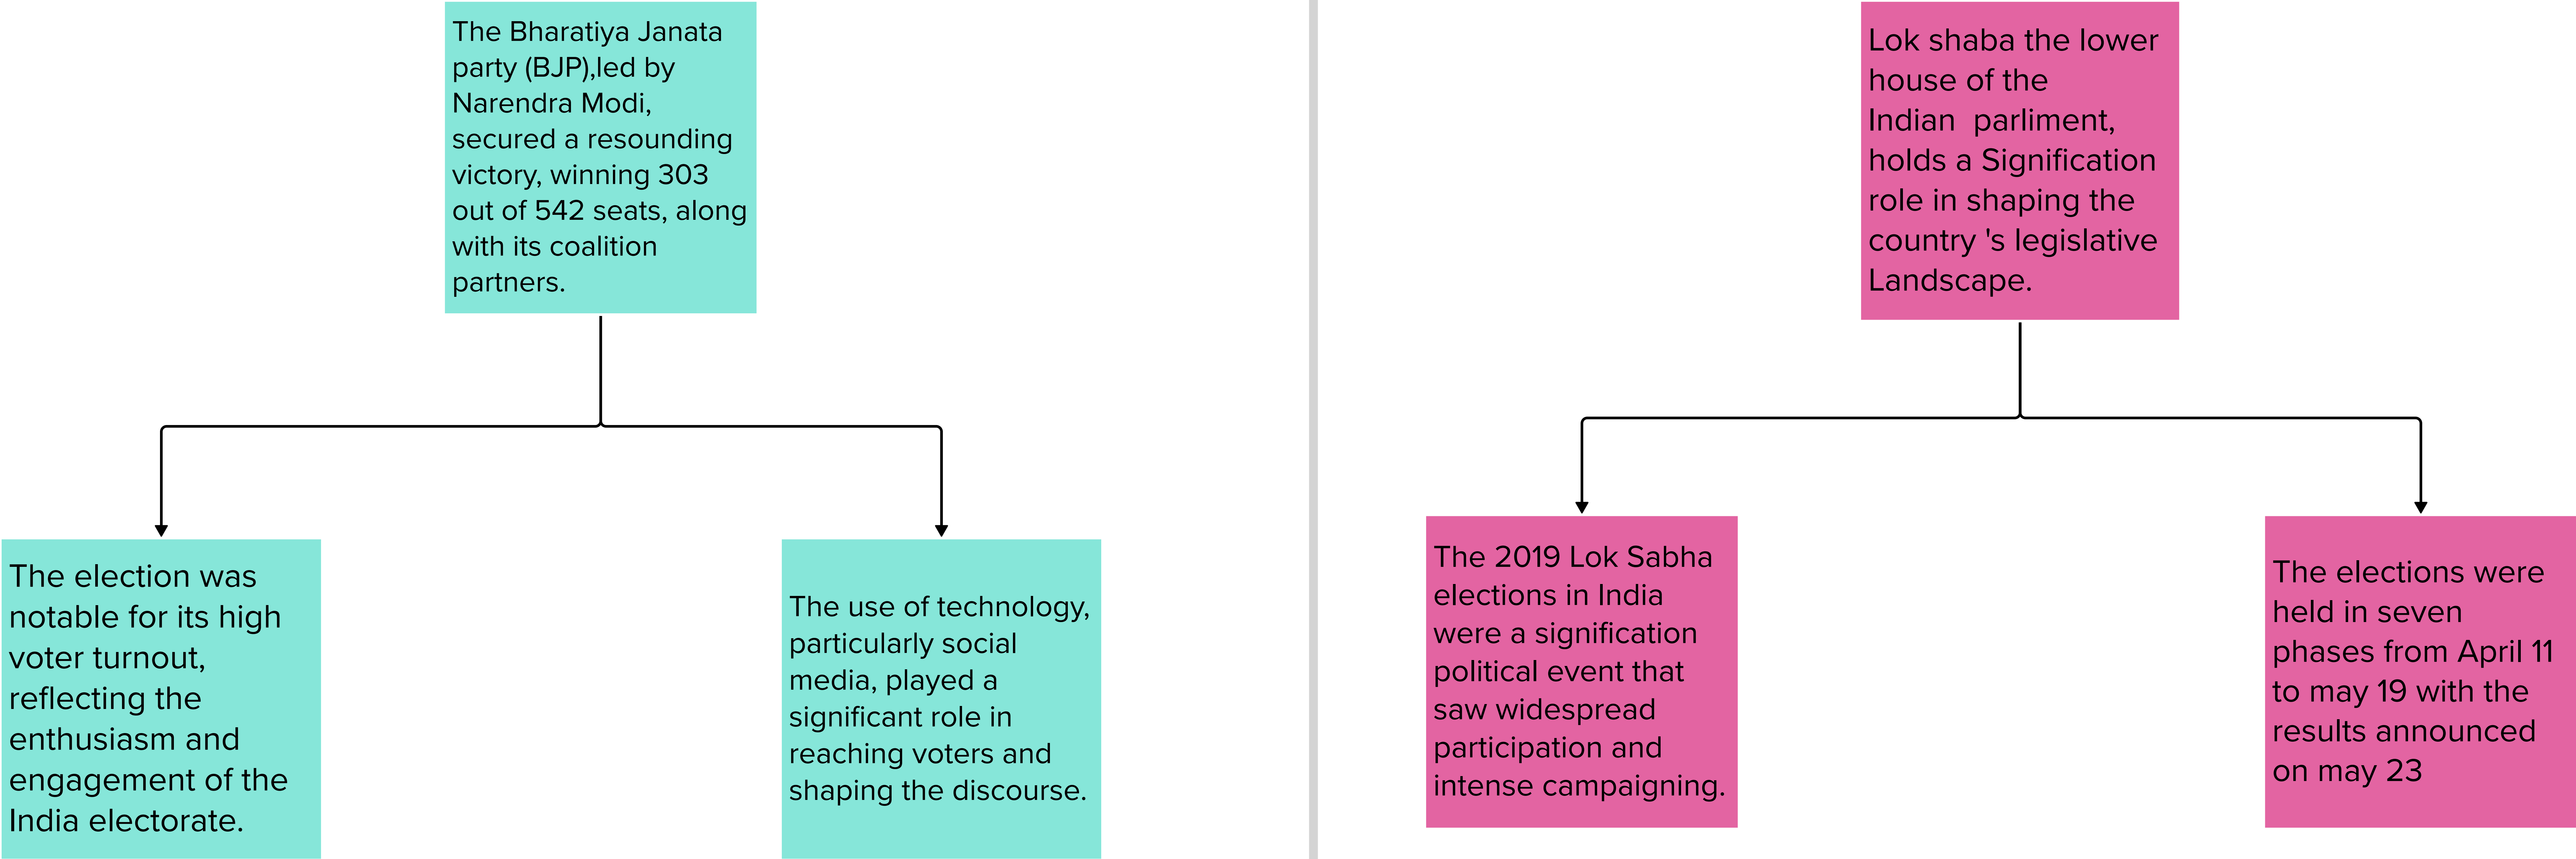 The Bharatiya Janata
party (BJP),led by
Narendra Modi,
secured a resounding
victory, winning 303
out of 542 seats, along
with its coalition
partners.
The election was
notable for its high
voter turnout,
reflecting the
enthusiasm and
engagement of the
India electorate.
The use of technology,
particularly social
media, played a
significant role in
reaching voters and
shaping the discourse.
Lok shaba the lower
house of the
Indian  parliment,
holds a Signification
role in shaping the
country 's legislative
Landscape.
The 2019 Lok Sabha
elections in India
were a signification
political event that
saw widespread
participation and
intense campaigning.
The elections were
held in seven
phases from April 11
to may 19 with the
results announced
on may 23